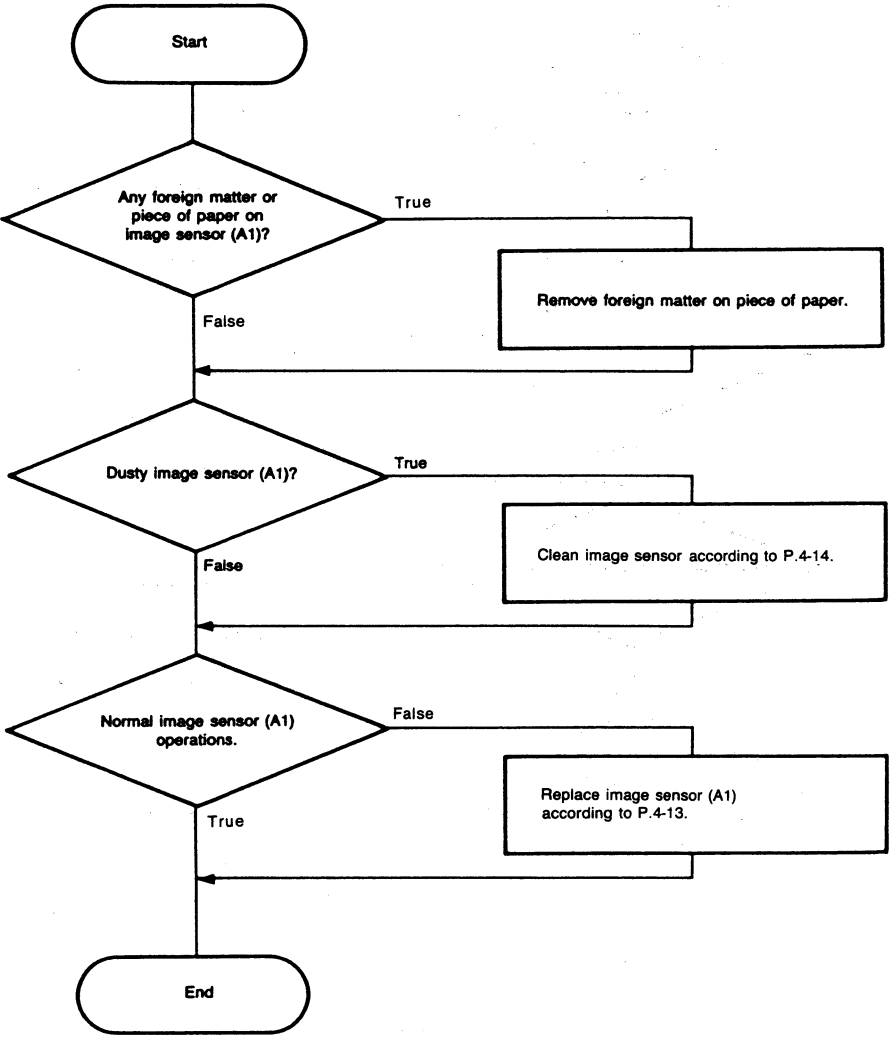 Start
Any foreign matter or
piece of paper on
image sensor (A1)?
True
Remove foreign matter on piece of paper.
False
Dusty image sensor (A1)?
True
Clean image sensor according to P.4-14.
False
Normal image sensor (A1)
operations.
False
Replace image sensor (A1)
according to P.4-13.
True
End